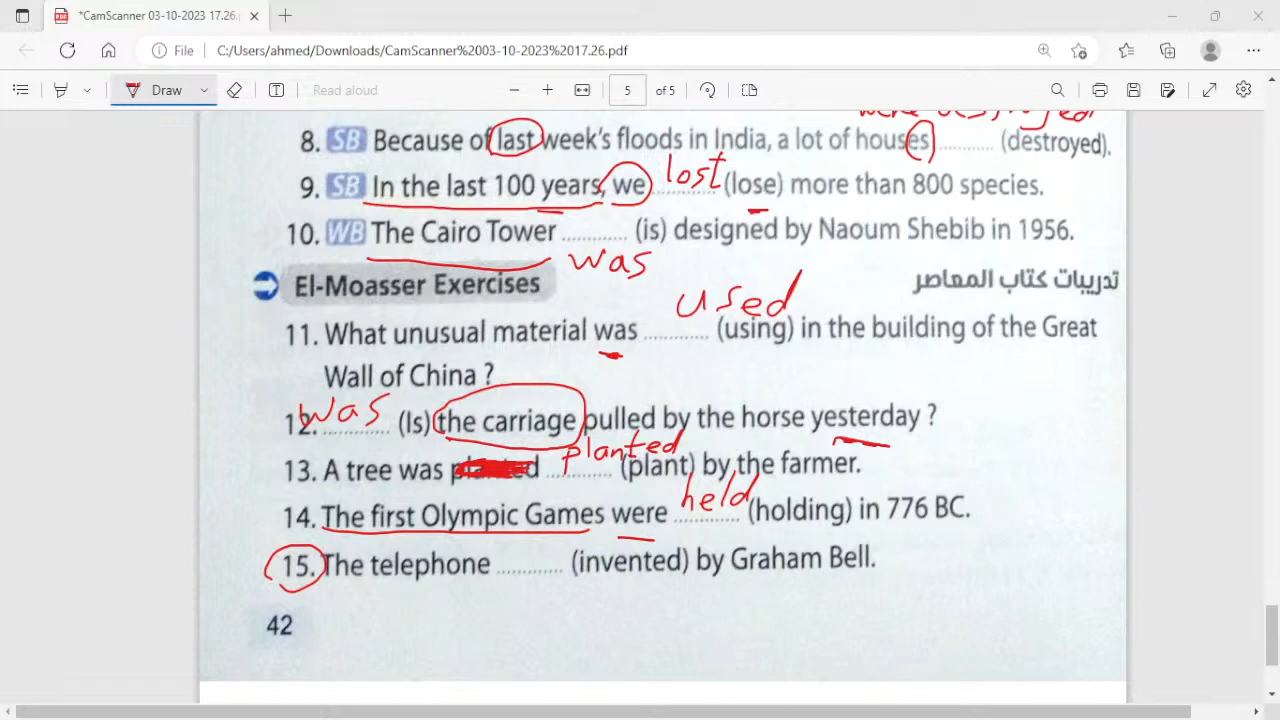 *CamScanner 03-10-2023 17.26.
File C:/Users/ahmed/Downloads/CamScanner%2003-10-2023%2017.26.pdf
Draw Read aloud 5 of 5
8. SB Because of last week's floods in India, a lot of houses .......... (destroyed).
lost
9. SB In the last 100 years, we .......... (lose) more than 800 species.
10. WB The Cairo Tower .......... (is) designed by Naoum Shebib in 1956.
was
El-Moasser Exercises تدريبات كتاب المعاصر
used
11. What unusual material was .......... (using) in the building of the Great
Wall of China ?
was
12. .......... (Is) the carriage pulled by the horse yesterday ?
planted
13. A tree was planted .......... (plant) by the farmer.
held
14. The first Olympic Games were .......... (holding) in 776 BC.
15. The telephone .......... (invented) by Graham Bell.
42